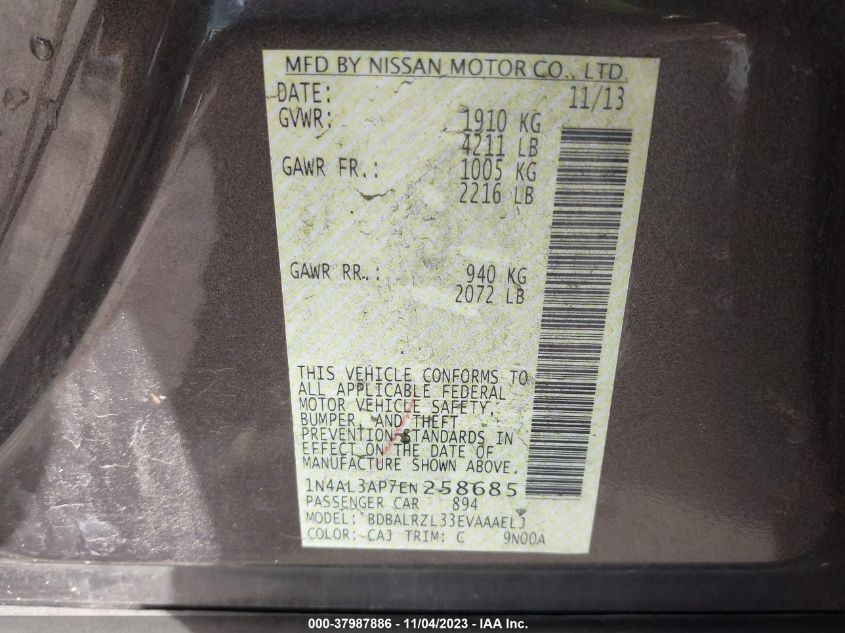 MFD BY NISSAN MOTOR CO., LTD.
DATE: 11/13
GVWR: 1910 KG
4211 LB
GAWR FR.: 1005 KG
2216 LB
GAWR RR.: 940 KG
2072 LB
THIS VEHICLE CONFORMS TO
ALL APPLICABLE FEDERAL
MOTOR VEHICLE SAFETY,
BUMPER, AND THEFT
PREVENTION STANDARDS IN
EFFECT ON THE DATE OF
MANUFACTURE SHOWN ABOVE.
1N4AL3AP7EN258685
PASSENGER CAR 894
MODEL: BDBALRZL33EVAAAELJ
COLOR: CAJ TRIM: C 9N00A
000-37987886 - 11/04/2023 - IAA Inc.